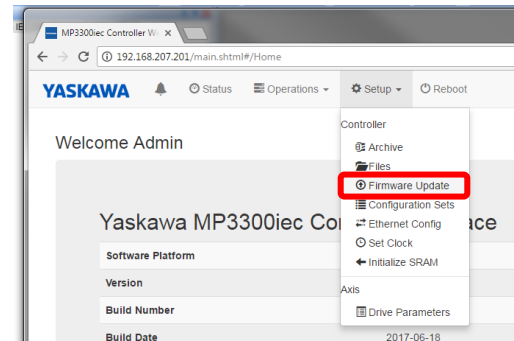 IE
MP3300iec Controller W
192.168.207.201/main.shtml#/Home
YASKAWA Status Operations Setup Reboot
Controller
Archive
Files
Firmware Update
Configuration Sets
Ethernet Config
Set Clock
Initialize SRAM
Axis
Drive Parameters
Welcome Admin
Yaskawa MP3300iec Co ace
Software Platform
Version
Build Number
Build Date 2017-06-18